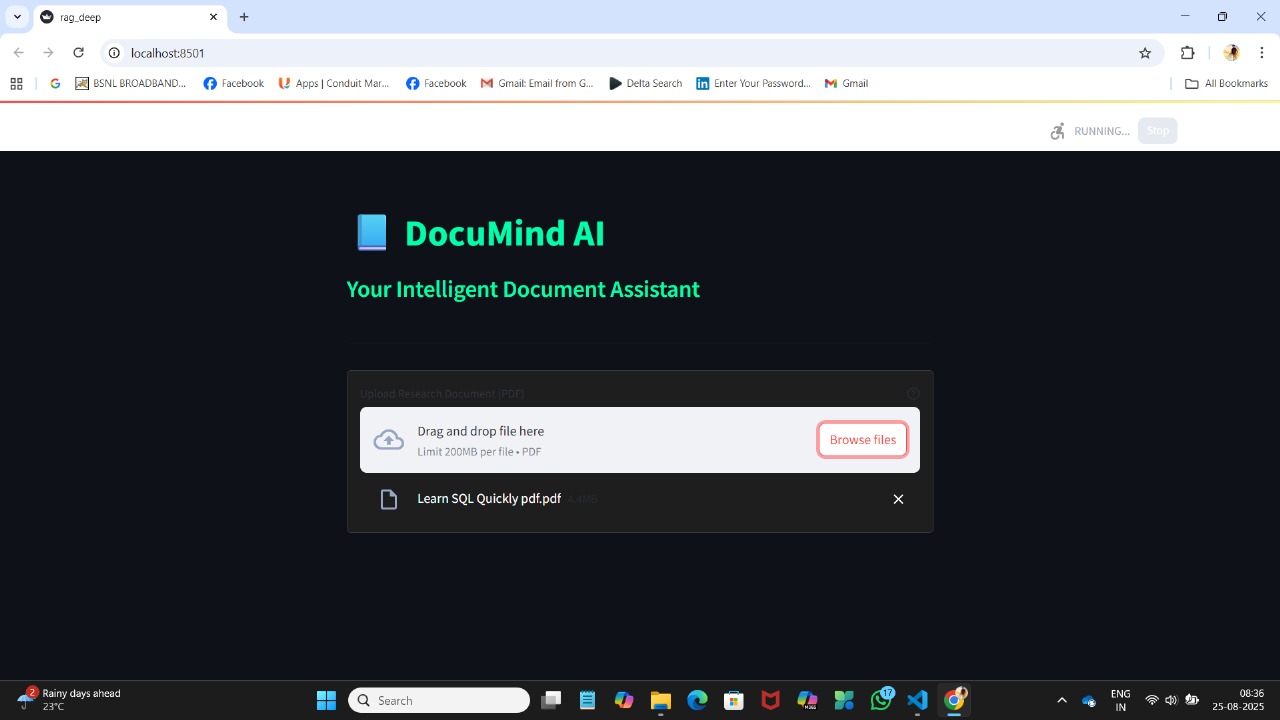 rag_deep
localhost:8501
BSNL BROADBAND... Facebook Apps | Conduit Mar... Facebook Gmail: Email from G... Delta Search Enter Your Password... Gmail All Bookmarks
RUNNING... Stop
DocuMind AI
Your Intelligent Document Assistant
Upload Research Document (PDF)
Drag and drop file here
Limit 200MB per file • PDF
Browse files
Learn SQL Quickly pdf.pdf 4.4MB
2 Rainy days ahead
23°C
Search
17
ENG
IN
08:36
25-08-2025